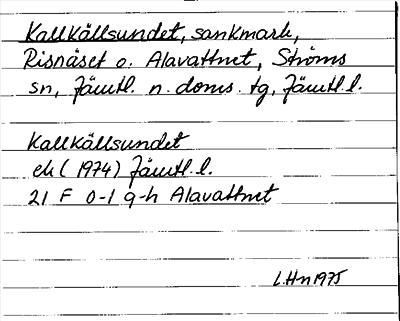 Kallkällsundet, sankmark,
Risnäset o. Alavattnet, Ströms
sn, Jämtl. n. doms. tg, Jämtl. l.
Kallkällsundet
ek (1974) Jämtl. l.
21 F 0-1 g-h Alavattnet
L.Hn 1975